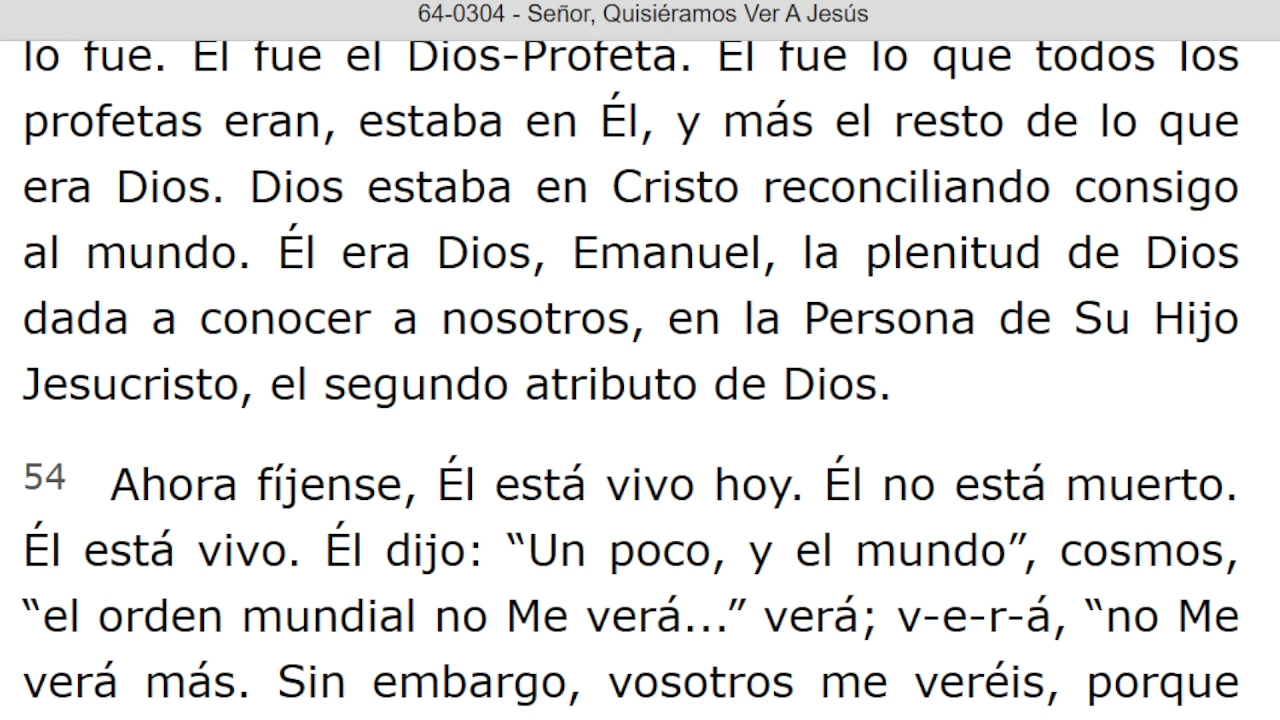 64-0304 - Señor, Quisiéramos Ver A Jesús
lo fue. Él fue el Dios-Profeta. Él fue lo que todos los
profetas eran, estaba en Él, y más el resto de lo que
era Dios. Dios estaba en Cristo reconciliando consigo
al mundo. Él era Dios, Emanuel, la plenitud de Dios
dada a conocer a nosotros, en la Persona de Su Hijo
Jesucristo, el segundo atributo de Dios.
54 Ahora fíjense, Él está vivo hoy. Él no está muerto.
Él está vivo. Él dijo: “Un poco, y el mundo”, cosmos,
“el orden mundial no Me verá...” verá; v-e-r-á, “no Me
verá más. Sin embargo, vosotros me veréis, porque